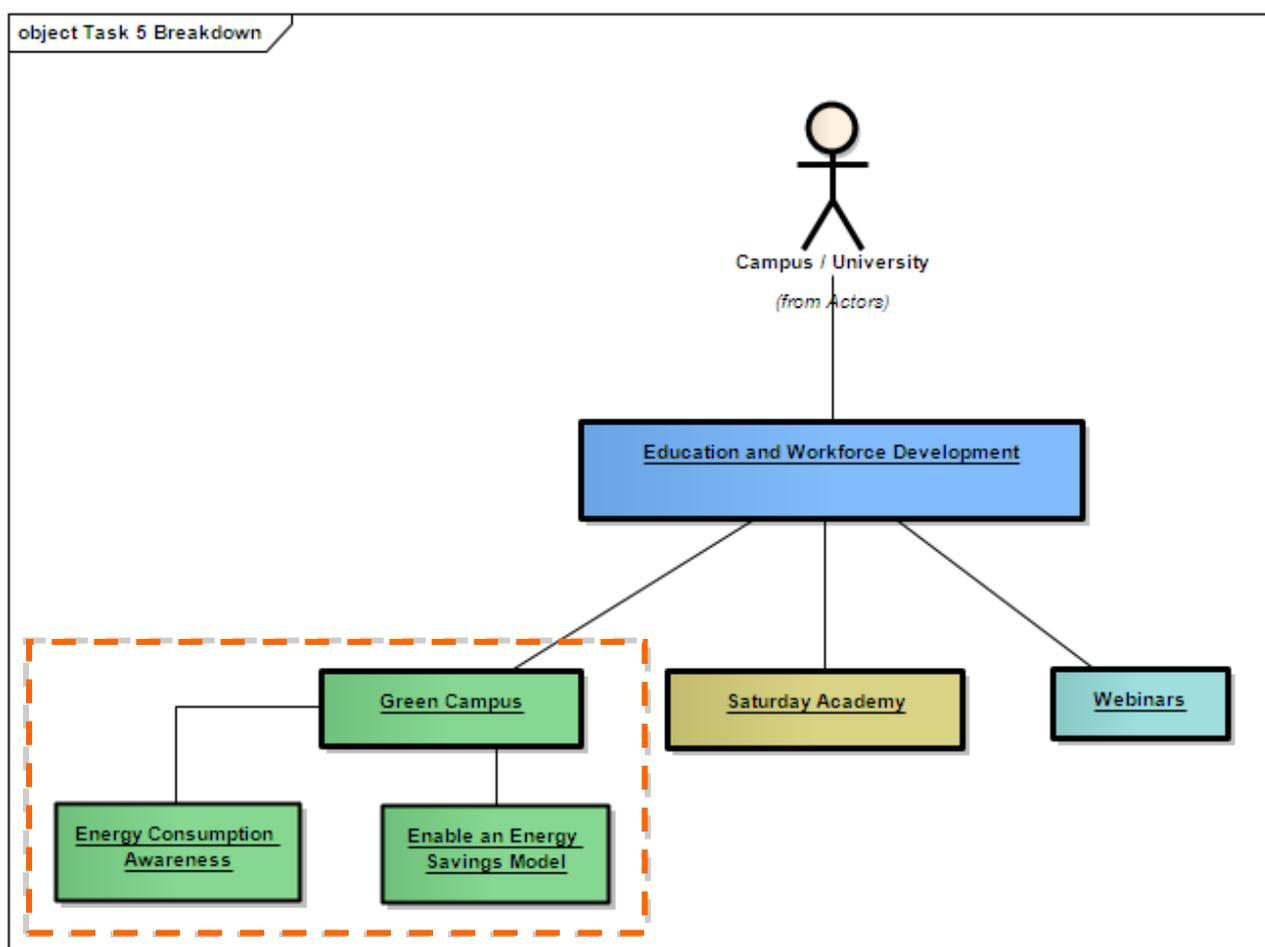 object Task 5 Breakdown
Campus / University
(from Actors)
Education and Workforce Development
Green Campus
Saturday Academy
Webinars
Energy Consumption
Awareness
Enable an Energy
Savings Model